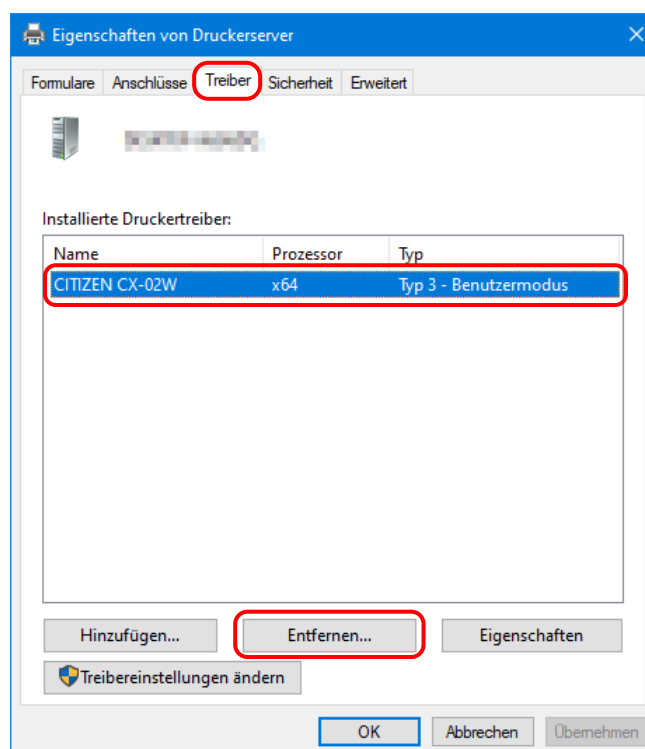 Eigenschaften von Druckerserver
Formulare Anschlüsse Treiber Sicherheit Erweitert
Installierte Druckertreiber:
Name Prozessor Typ
CITIZEN CX-02W x64 Typ 3 - Benutzermodus
Hinzufügen... Entfernen... Eigenschaften
Treibereinstellungen ändern
OK Abbrechen Übernehmen